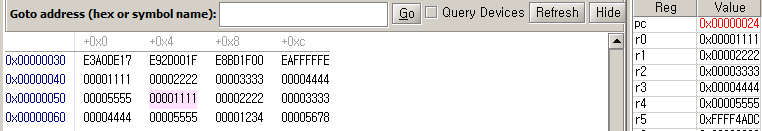 Goto address (hex or symbol name): Go Query Devices Refresh Hide
+0x0 +0x4 +0x8 +0xc
0x00000030 E3A0DE17 E92D001F E8BD1F00 EAFFFFFE
0x00000040 00001111 00002222 00003333 00004444
0x00000050 00005555 00001111 00002222 00003333
0x00000060 00004444 00005555 00001234 00005678
Reg Value
pc 0x00000024
r0 0x00001111
r1 0x00002222
r2 0x00003333
r3 0x00004444
r4 0x00005555
r5 0xFFFF4ADC